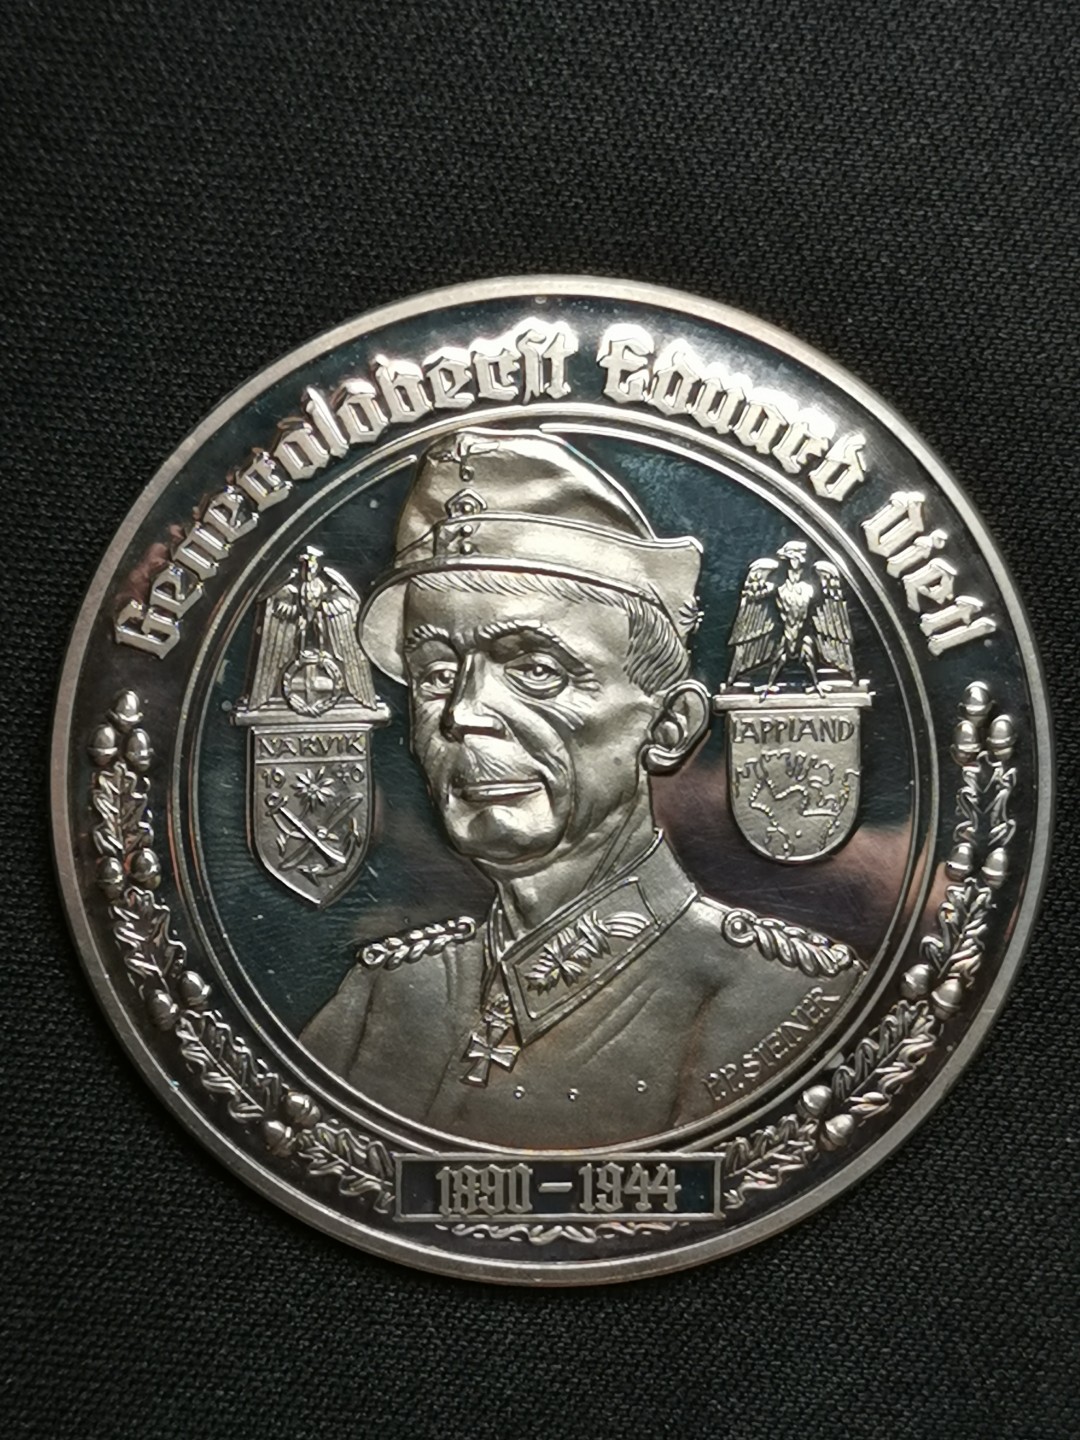 Generaloberst Eduard Dietl
NARVIK
1940
LAPPLAND
P.P. STEINER
1890 - 1944